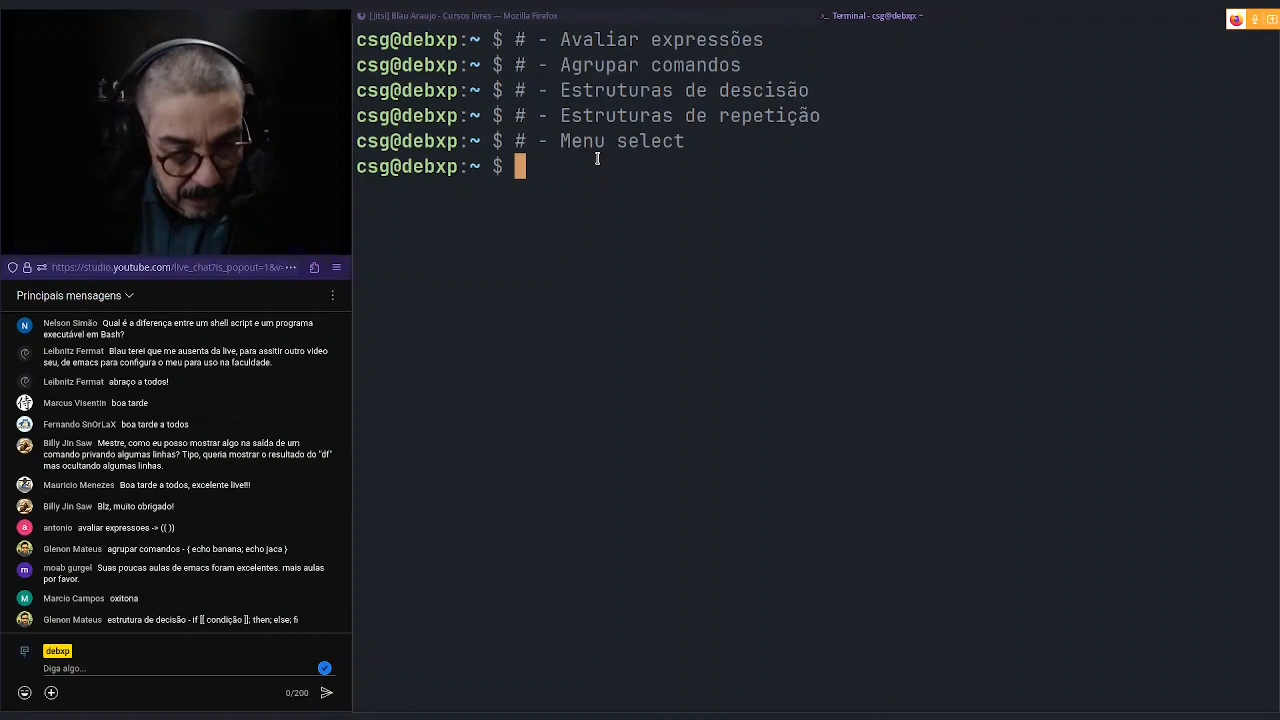 [Jitsi] Blau Araujo - Cursos livres — Mozilla Firefox
>_ Terminal - csg@debxp: ~
csg@debxp:~ $ # - Avaliar expressões
csg@debxp:~ $ # - Agrupar comandos
csg@debxp:~ $ # - Estruturas de descisão
csg@debxp:~ $ # - Estruturas de repetição
csg@debxp:~ $ # - Menu select
csg@debxp:~ $
https://studio.youtube.com/live_chat?is_popout=1&v=
Principais mensagens
N Nelson Simão Qual é a diferença entre um shell script e um programa
executável em Bash?
Leibnitz Fermat Blau terei que me ausenta da live, para assitir outro video
seu, de emacs para configura o meu para uso na faculdade.
Leibnitz Fermat abraço a todos!
Marcus Visentin boa tarde
Fernando SnOrLaX boa tarde a todos
Billy Jin Saw Mestre, como eu posso mostrar algo na saída de um
comando privando algumas linhas? Tipo, queria mostrar o resultado do "df"
mas ocultando algumas linhas.
Mauricio Menezes Boa tarde a todos, excelente live!!!
Billy Jin Saw Blz, muito obrigado!
a antonio avaliar expressoes -> (( ))
Glenon Mateus agrupar comandos - { echo banana; echo jaca }
m moab gurgel Suas poucas aulas de emacs foram excelentes. mais aulas
por favor.
M Marcio Campos oxitona
Glenon Mateus estrutura de decisão - if [[ condição ]]; then; else; fi
debxp
Diga algo...
0/200